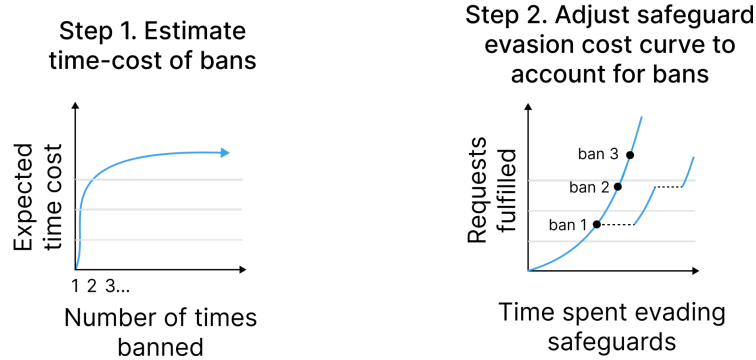 Step 1. Estimate
time-cost of bans
Expected
time cost
1 2 3...
Number of times
banned
Step 2. Adjust safeguard
evasion cost curve to
account for bans
Requests
fulfilled
ban 3
ban 2
ban 1
Time spent evading
safeguards